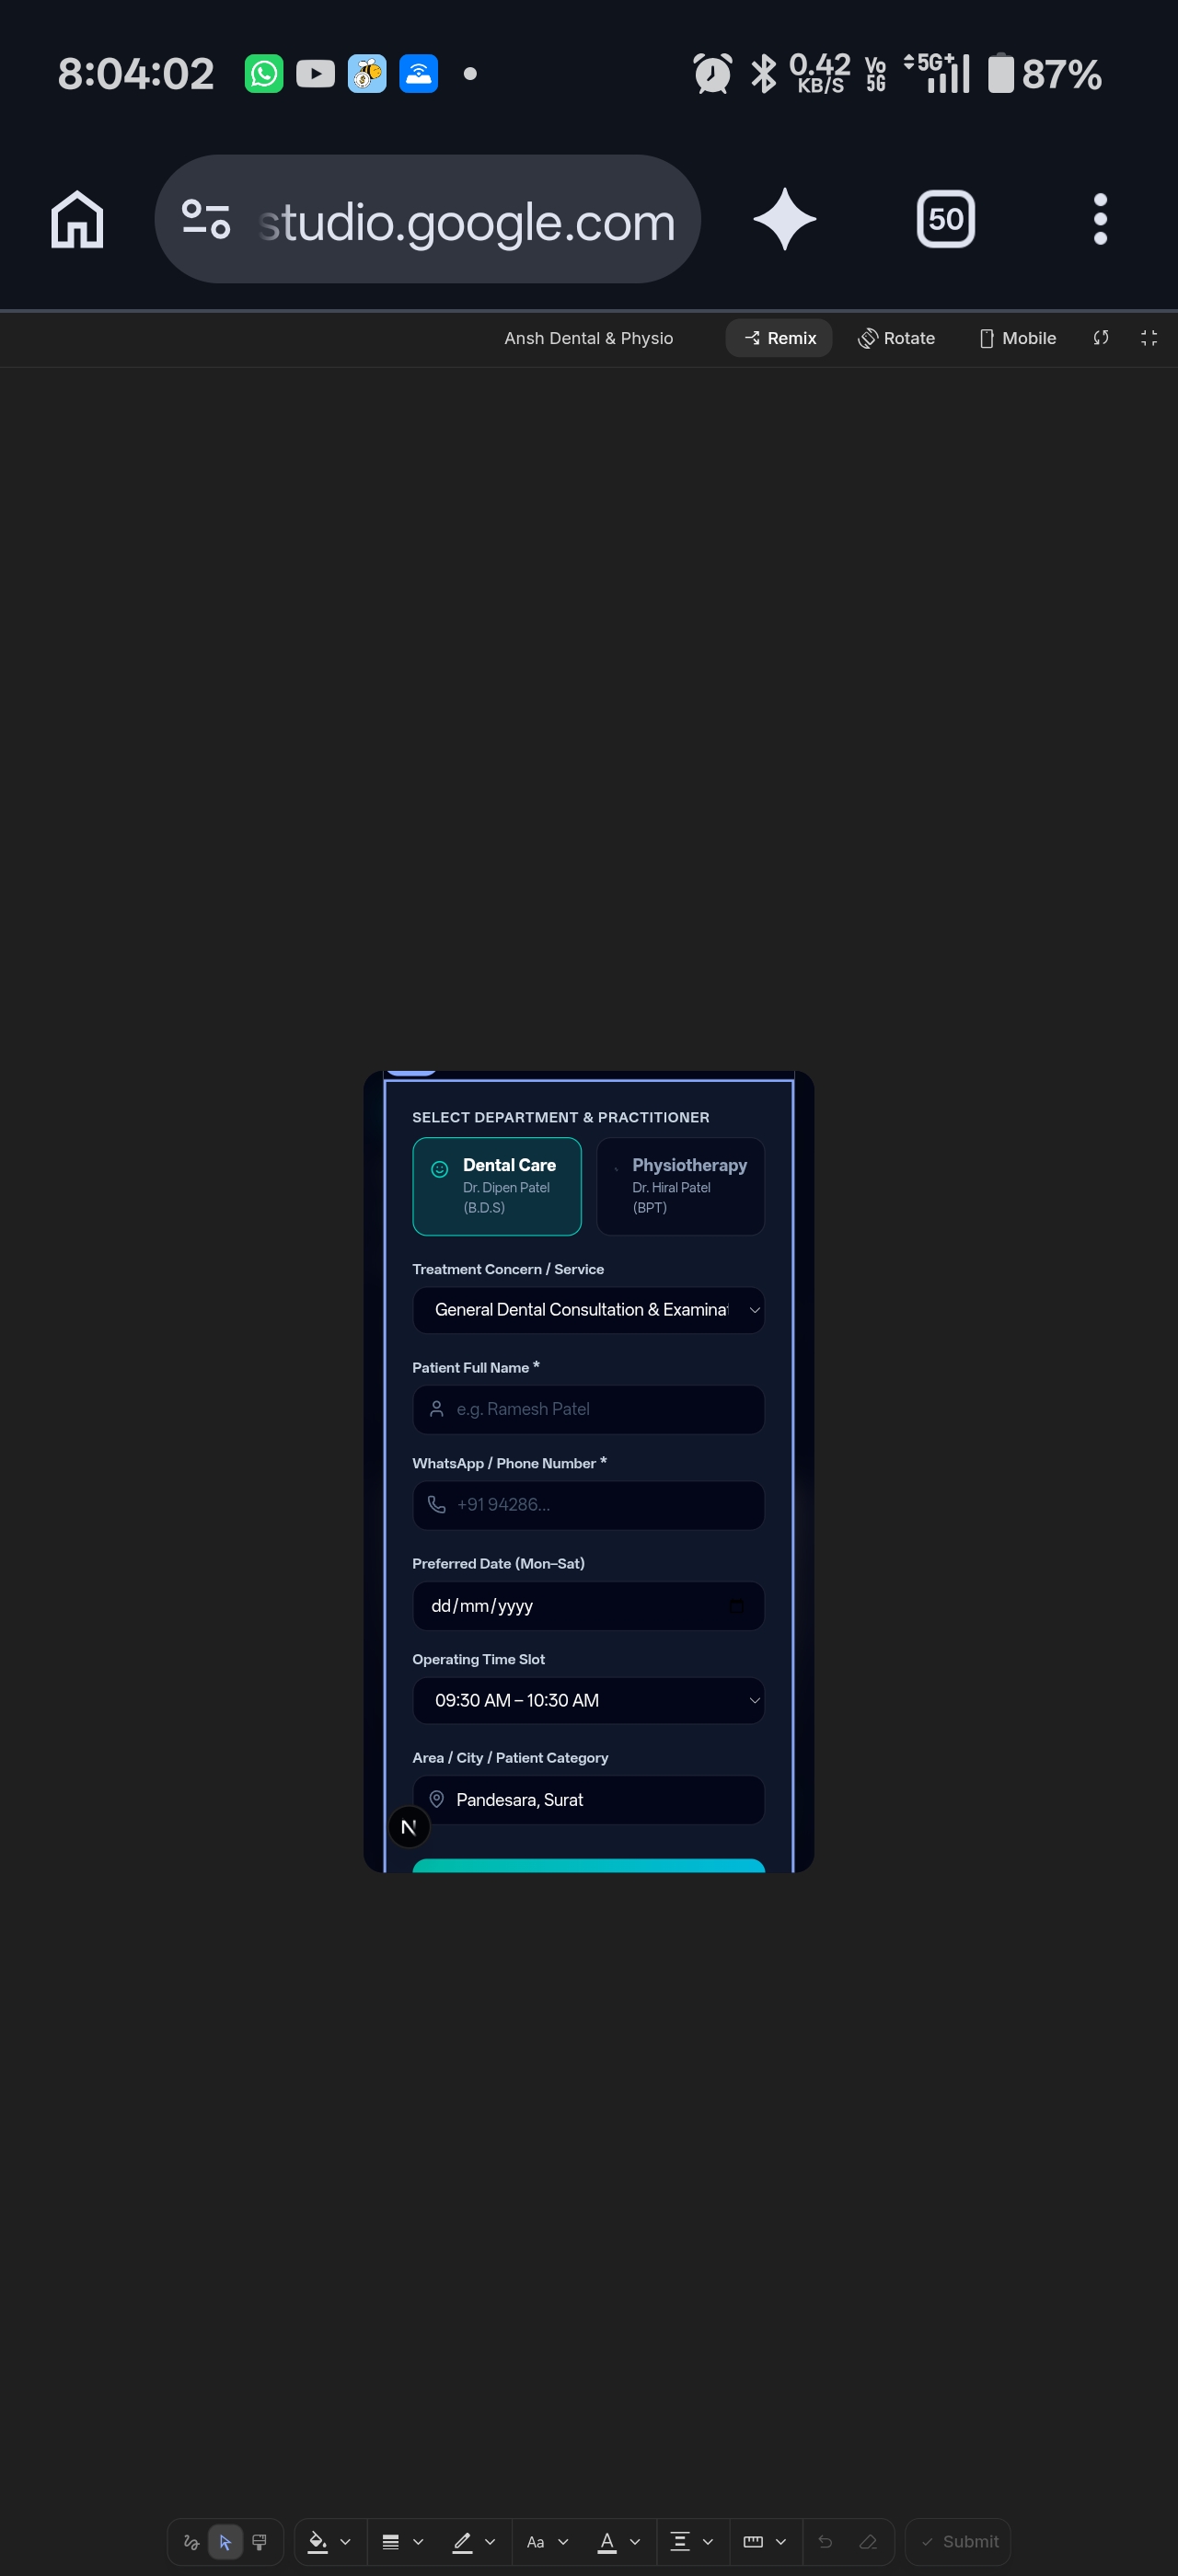 8:04:02
0.42
KB/S
Vo
5G
5G+
87%
studio.google.com
50
Ansh Dental & Physio
Remix
Rotate
Mobile
SELECT DEPARTMENT & PRACTITIONER
Dental Care
Dr. Dipen Patel
(B.D.S)
Physiotherapy
Dr. Hiral Patel
(BPT)
Treatment Concern / Service
General Dental Consultation & Examinat
Patient Full Name *
e.g. Ramesh Patel
WhatsApp / Phone Number *
+91 94286...
Preferred Date (Mon–Sat)
dd/mm/yyyy
Operating Time Slot
09:30 AM – 10:30 AM
Area / City / Patient Category
Pandesara, Surat
N
Aa
A
Submit